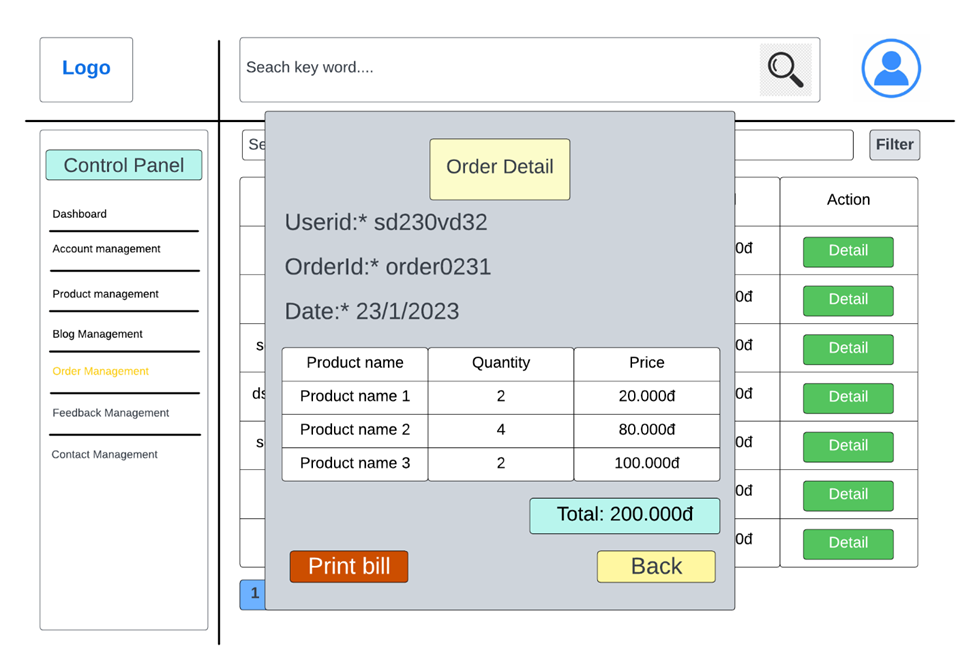 Logo
Seach key word....
Control Panel
Dashboard
Account management
Product management
Blog Management
Order Management
Feedback Management
Contact Management
Filter
Action
Detail
Detail
Detail
Detail
Detail
Detail
Detail
1
Order Detail
Userid:* sd230vd32
OrderId:* order0231
Date:* 23/1/2023
Product name Quantity Price
Product name 1 2 20.000đ
Product name 2 4 80.000đ
Product name 3 2 100.000đ
Total: 200.000đ
Print bill Back